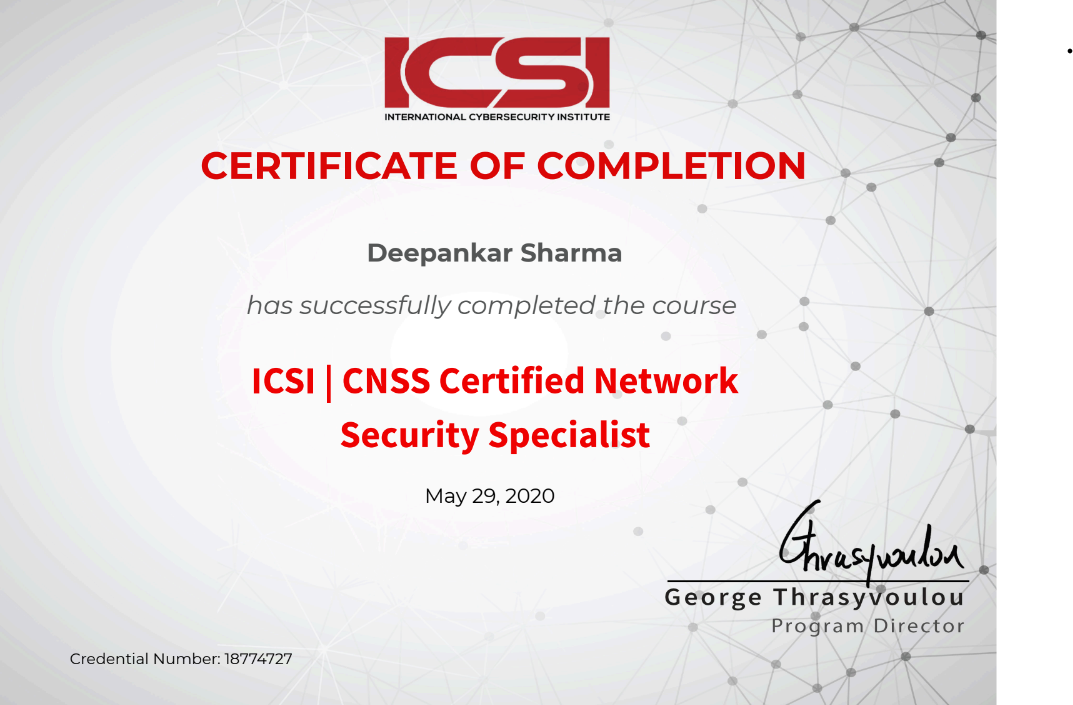 ICSI
INTERNATIONAL CYBERSECURITY INSTITUTE
CERTIFICATE OF COMPLETION
Deepankar Sharma
has successfully completed the course
ICSI | CNSS Certified Network
Security Specialist
May 29, 2020
Thrasyvoulou
George Thrasyvoulou
Program Director
Credential Number: 18774727